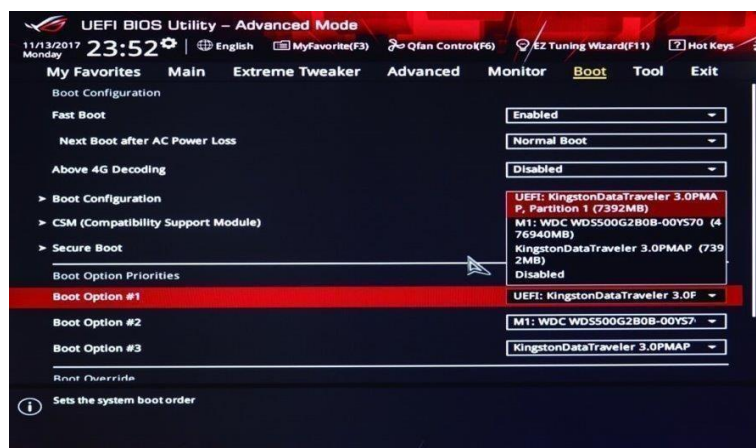 UEFI BIOS Utility – Advanced Mode
11/13/2017 Monday 23:52 English MyFavorite(F3) Qfan Control(F6) EZ Tuning Wizard(F11) ? Hot Keys
My Favorites Main Extreme Tweaker Advanced Monitor Boot Tool Exit
Boot Configuration
Fast Boot Enabled
Next Boot after AC Power Loss Normal Boot
Above 4G Decoding Disabled
> Boot Configuration
UEFI: KingstonDataTraveler 3.0PMA
P, Partition 1 (7392MB)
> CSM (Compatibility Support Module)
M1: WDC WDS500G2B0B-00YS70 (4
76940MB)
> Secure Boot
KingstonDataTraveler 3.0PMAP (739
2MB)
Disabled
Boot Option Priorities
Boot Option #1 UEFI: KingstonDataTraveler 3.0P
Boot Option #2 M1: WDC WDS500G2B0B-00YS7
Boot Option #3 KingstonDataTraveler 3.0PMAP
Boot Override
i Sets the system boot order